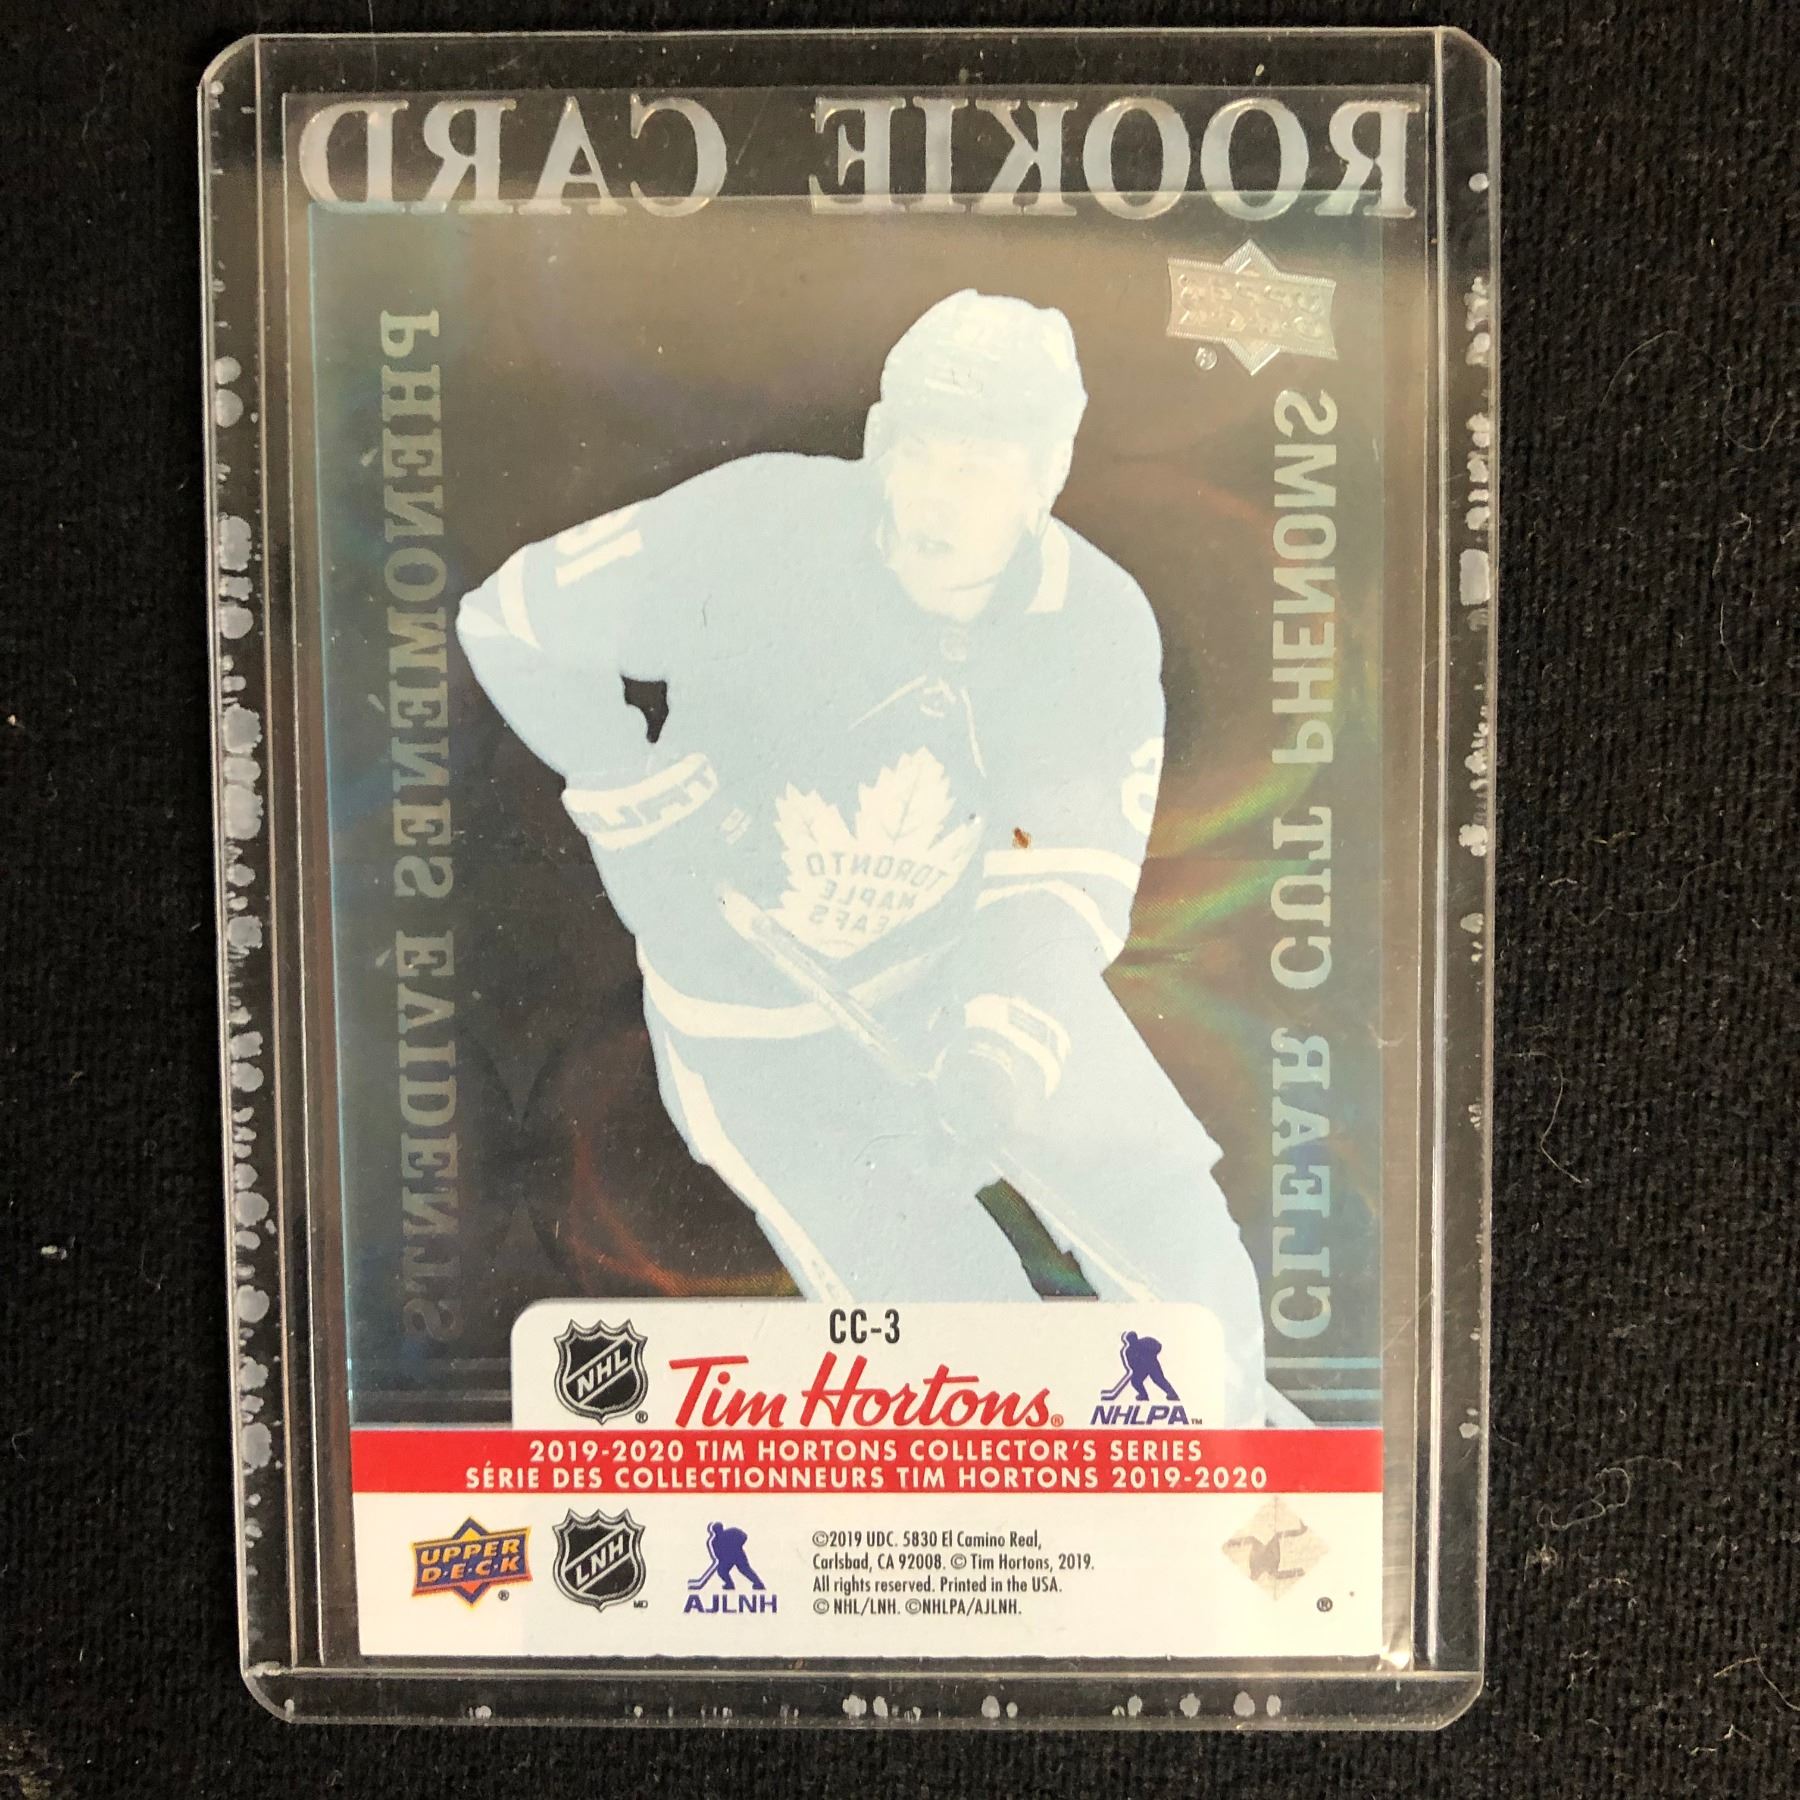 ROOKIE CARD
CLEAR CUT PHENOMS
PHÉNOMÈNES ÉVIDENTS
TORONTO
MAPLE
LEAFS
CC-3
NHL
Tim Hortons
NHLPA
2019-2020 TIM HORTONS COLLECTOR'S SERIES
SÉRIE DES COLLECTIONNEURS TIM HORTONS 2019-2020
UPPER
D·E·C·K
LNH
AJLNH
©2019 UDC. 5830 El Camino Real,
Carlsbad, CA 92008. © Tim Hortons, 2019.
All rights reserved. Printed in the USA.
© NHL/LNH. ©NHLPA/AJLNH.